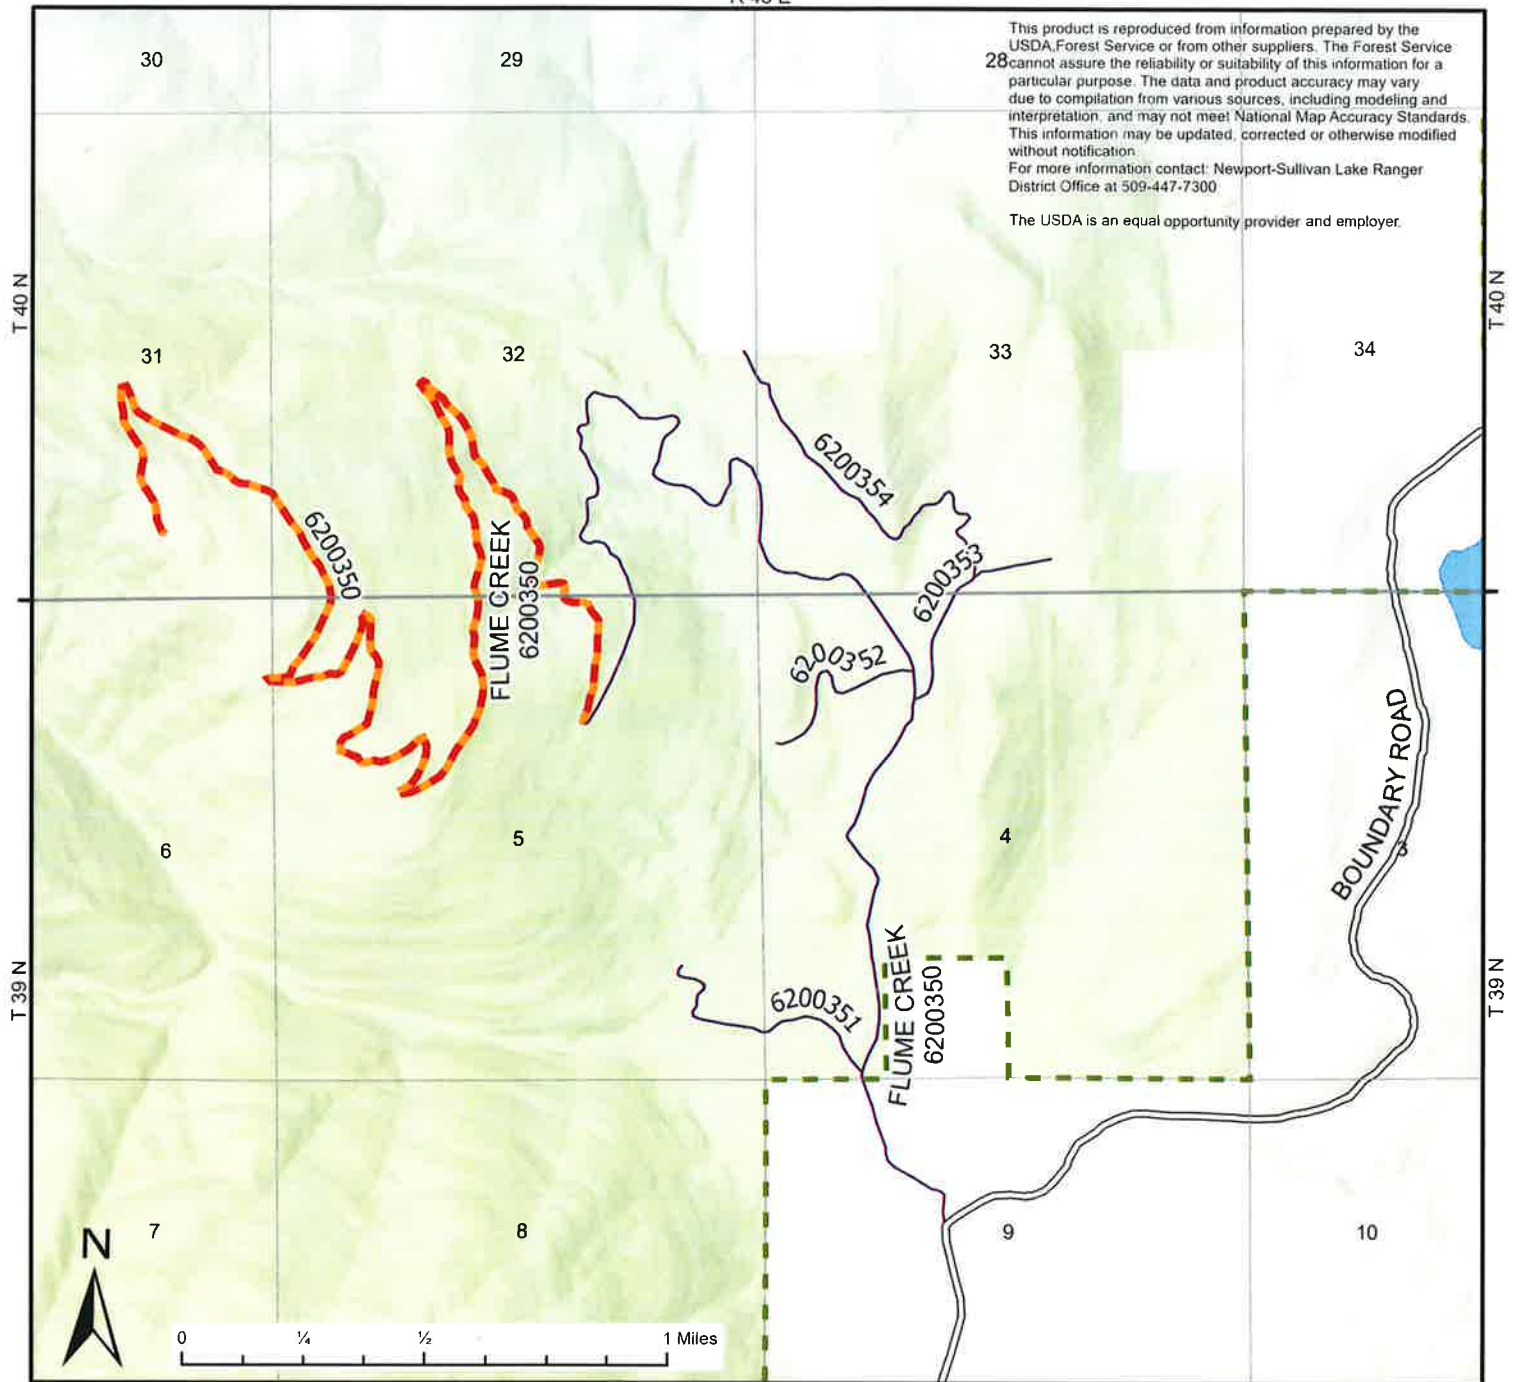 This product is reproduced from information prepared by the
USDA,Forest Service or from other suppliers. The Forest Service
cannot assure the reliability or suitability of this information for a
particular purpose. The data and product accuracy may vary
due to compilation from various sources, including modeling and
interpretation, and may not meet National Map Accuracy Standards.
This information may be updated, corrected or otherwise modified
without notification
For more information contact: Newport-Sullivan Lake Ranger
District Office at 509-447-7300
The USDA is an equal opportunity provider and employer.
30
29
28
T 40 N
T 40 N
31
32
33
34
6200354
6200350
FLUME CREEK
6200350
6200353
6200352
BOUNDARY ROAD
6
5
4
3
T 39 N
T 39 N
6200351
FLUME CREEK
6200350
7
8
9
10
N
0
¼
½
1 Miles